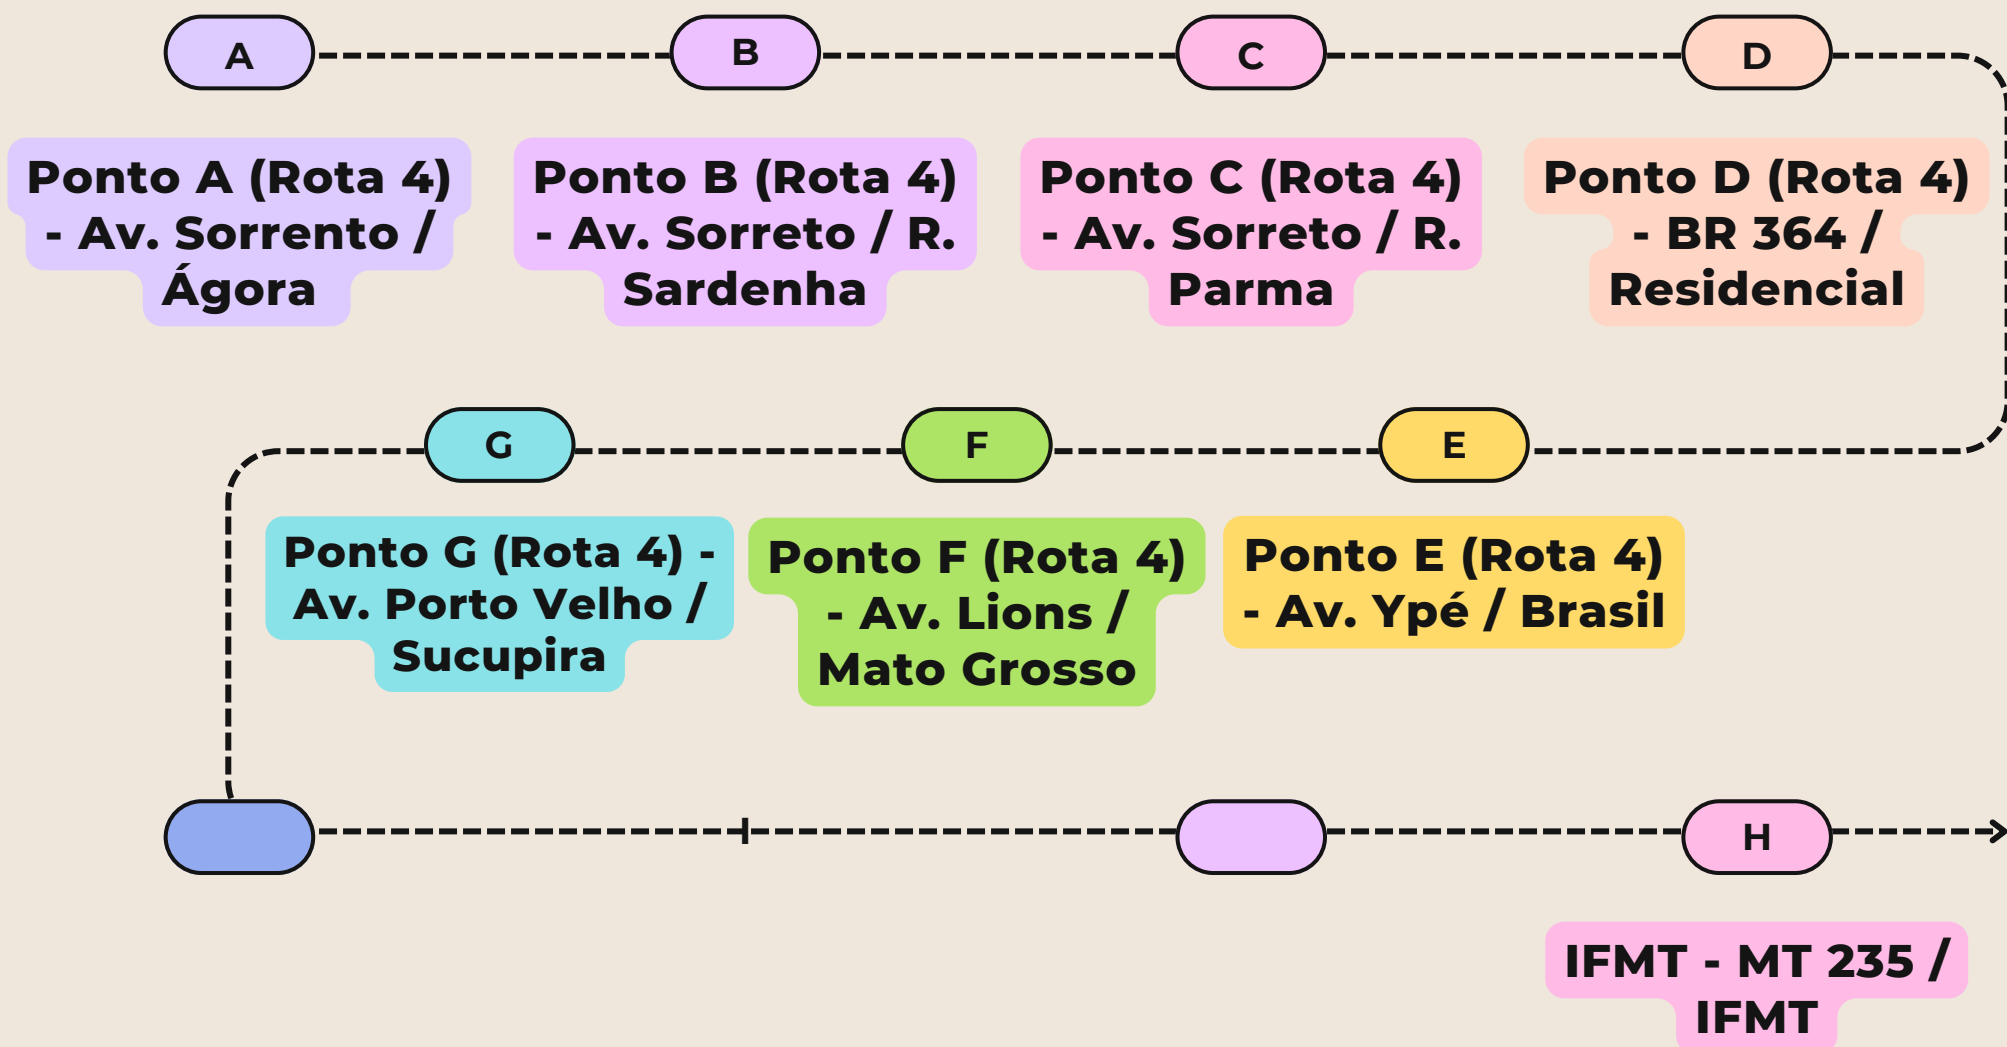 A
B
C
D
Ponto A (Rota 4)
- Av. Sorrento /
Ágora
Ponto B (Rota 4)
- Av. Sorreto / R.
Sardenha
Ponto C (Rota 4)
- Av. Sorreto / R.
Parma
Ponto D (Rota 4)
- BR 364 /
Residencial
G
F
E
Ponto G (Rota 4) -
Av. Porto Velho /
Sucupira
Ponto F (Rota 4)
- Av. Lions /
Mato Grosso
Ponto E (Rota 4)
- Av. Ypé / Brasil
H
IFMT - MT 235 /
IFMT